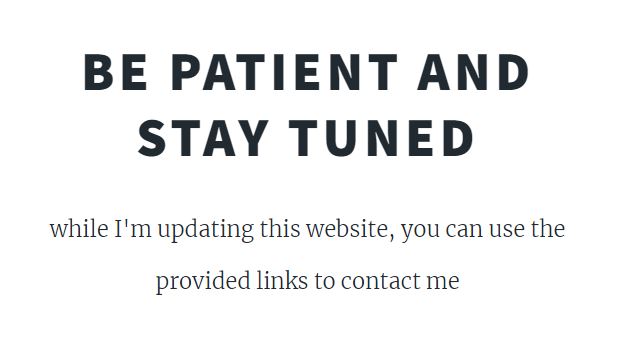 BE PATIENT AND
STAY TUNED
while I'm updating this website, you can use the
provided links to contact me